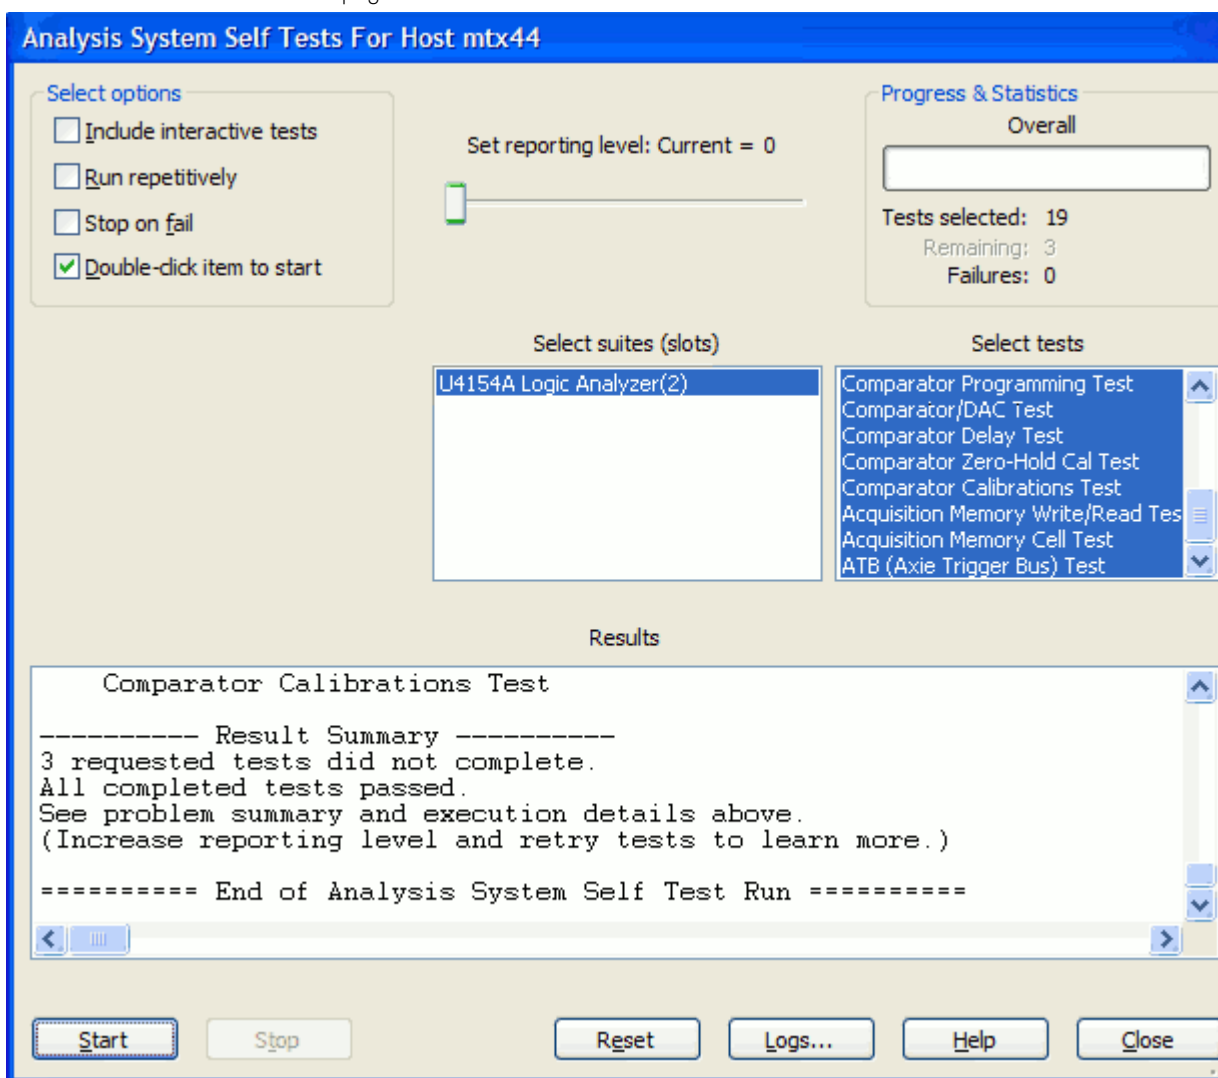 Analysis System Self Tests For Host mtx44
Select options
Include interactive tests
Run repetitively
Stop on fail
Double-click item to start
Set reporting level: Current = 0
Progress & Statistics
Overall
Tests selected: 19
Remaining: 3
Failures: 0
Select suites (slots)
U4154A Logic Analyzer(2)
Select tests
Comparator Programming Test
Comparator/DAC Test
Comparator Delay Test
Comparator Zero-Hold Cal Test
Comparator Calibrations Test
Acquisition Memory Write/Read Tes
Acquisition Memory Cell Test
ATB (Axie Trigger Bus) Test
Results
Comparator Calibrations Test
---------- Result Summary ----------
3 requested tests did not complete.
All completed tests passed.
See problem summary and execution details above.
(Increase reporting level and retry tests to learn more.)
========== End of Analysis System Self Test Run ==========
Start
Stop
Reset
Logs...
Help
Close